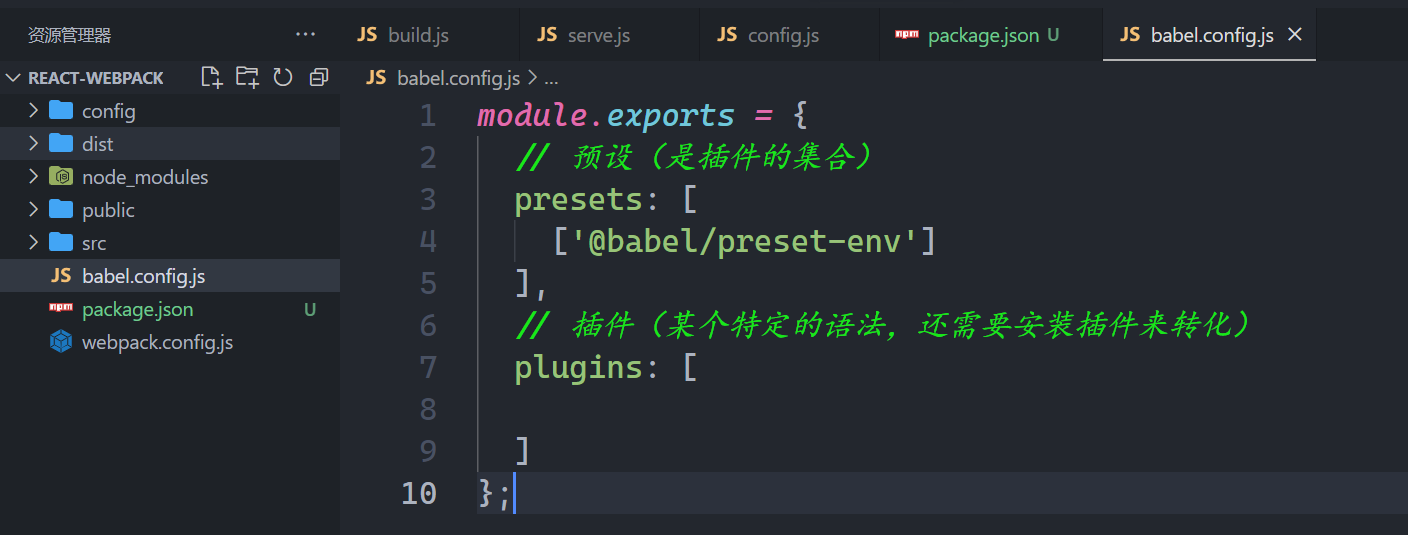 资源管理器 ···
JS build.js
JS serve.js
JS config.js
npm package.json U
JS babel.config.js
REACT-WEBPACK
config
dist
node_modules
public
src
JS babel.config.js
npm package.json U
webpack.config.js
JS babel.config.js > ...
1 module.exports = {
2 // 预设（是插件的集合）
3 presets: [
4 ['@babel/preset-env']
5 ],
6 // 插件（某个特定的语法，还需要安装插件来转化）
7 plugins: [
8
9 ]
10 };